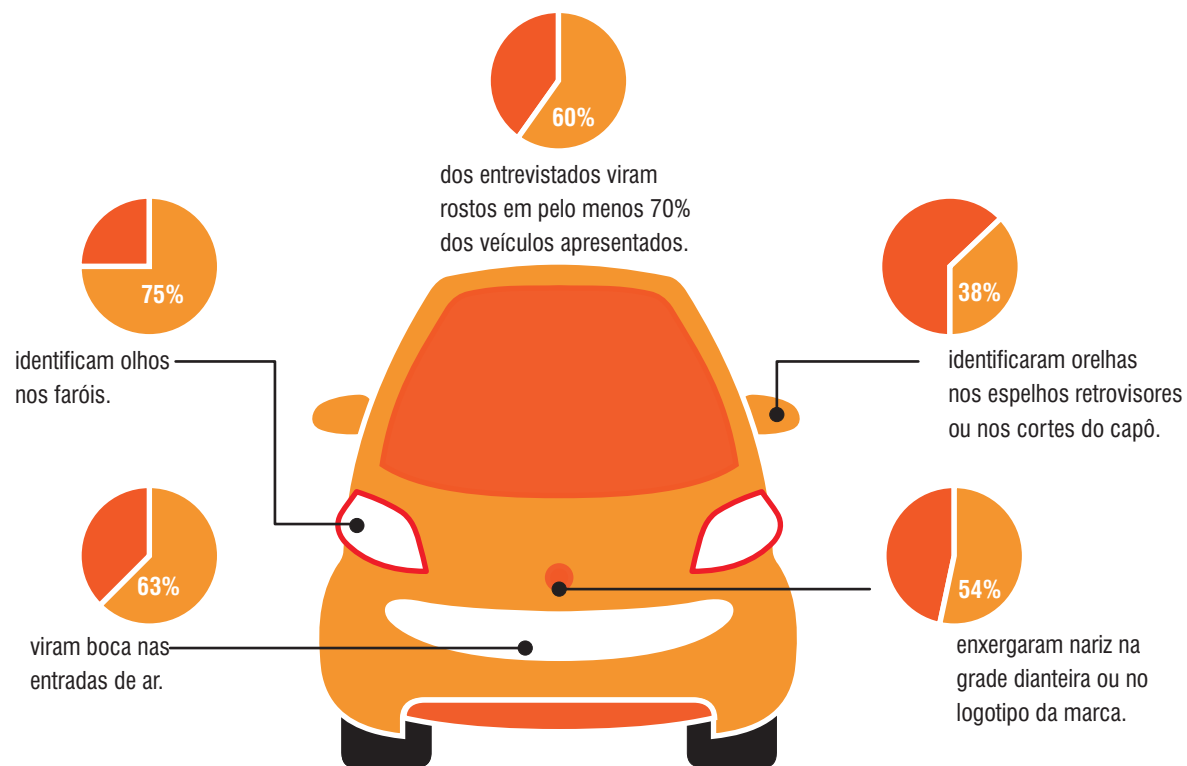 60%
dos entrevistados viram
rostos em pelo menos 70%
dos veículos apresentados.
75%
identificam olhos
nos faróis.
38%
identificaram orelhas
nos espelhos retrovisores
ou nos cortes do capô.
63%
viram boca nas
entradas de ar.
54%
enxergaram nariz na
grade dianteira ou no
logotipo da marca.